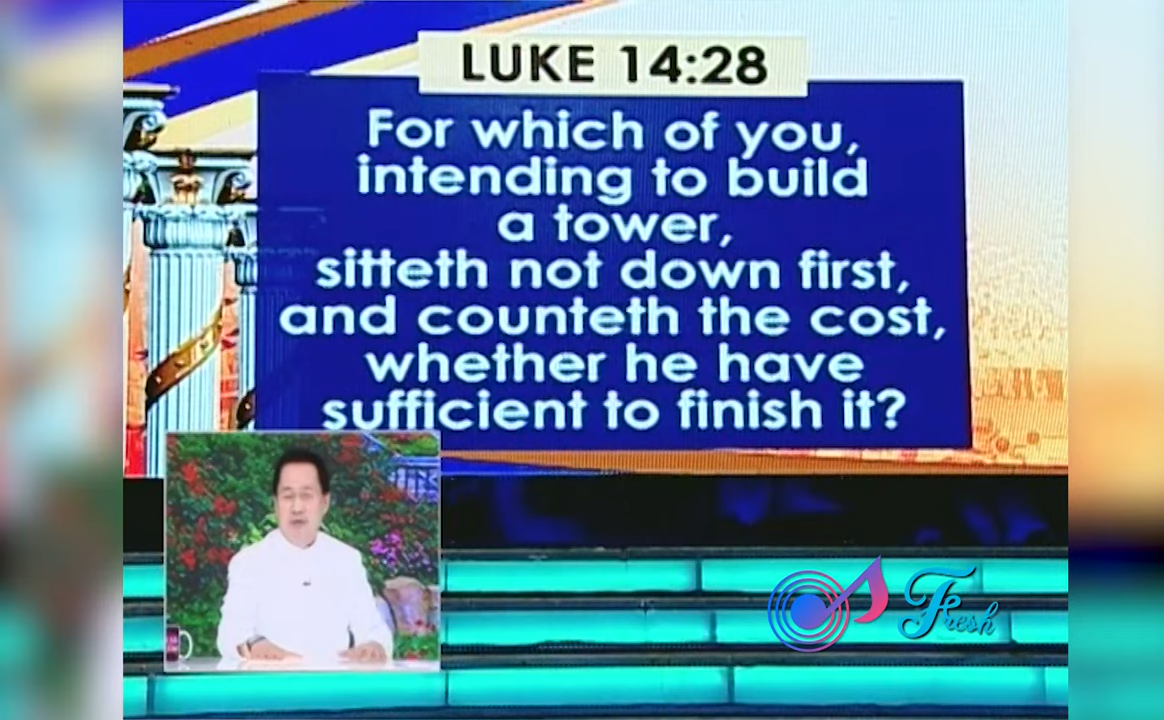 LUKE 14:28
For which of you,
intending to build
a tower,
sitteth not down first,
and counteth the cost,
whether he have
sufficient to finish it?
Fresh